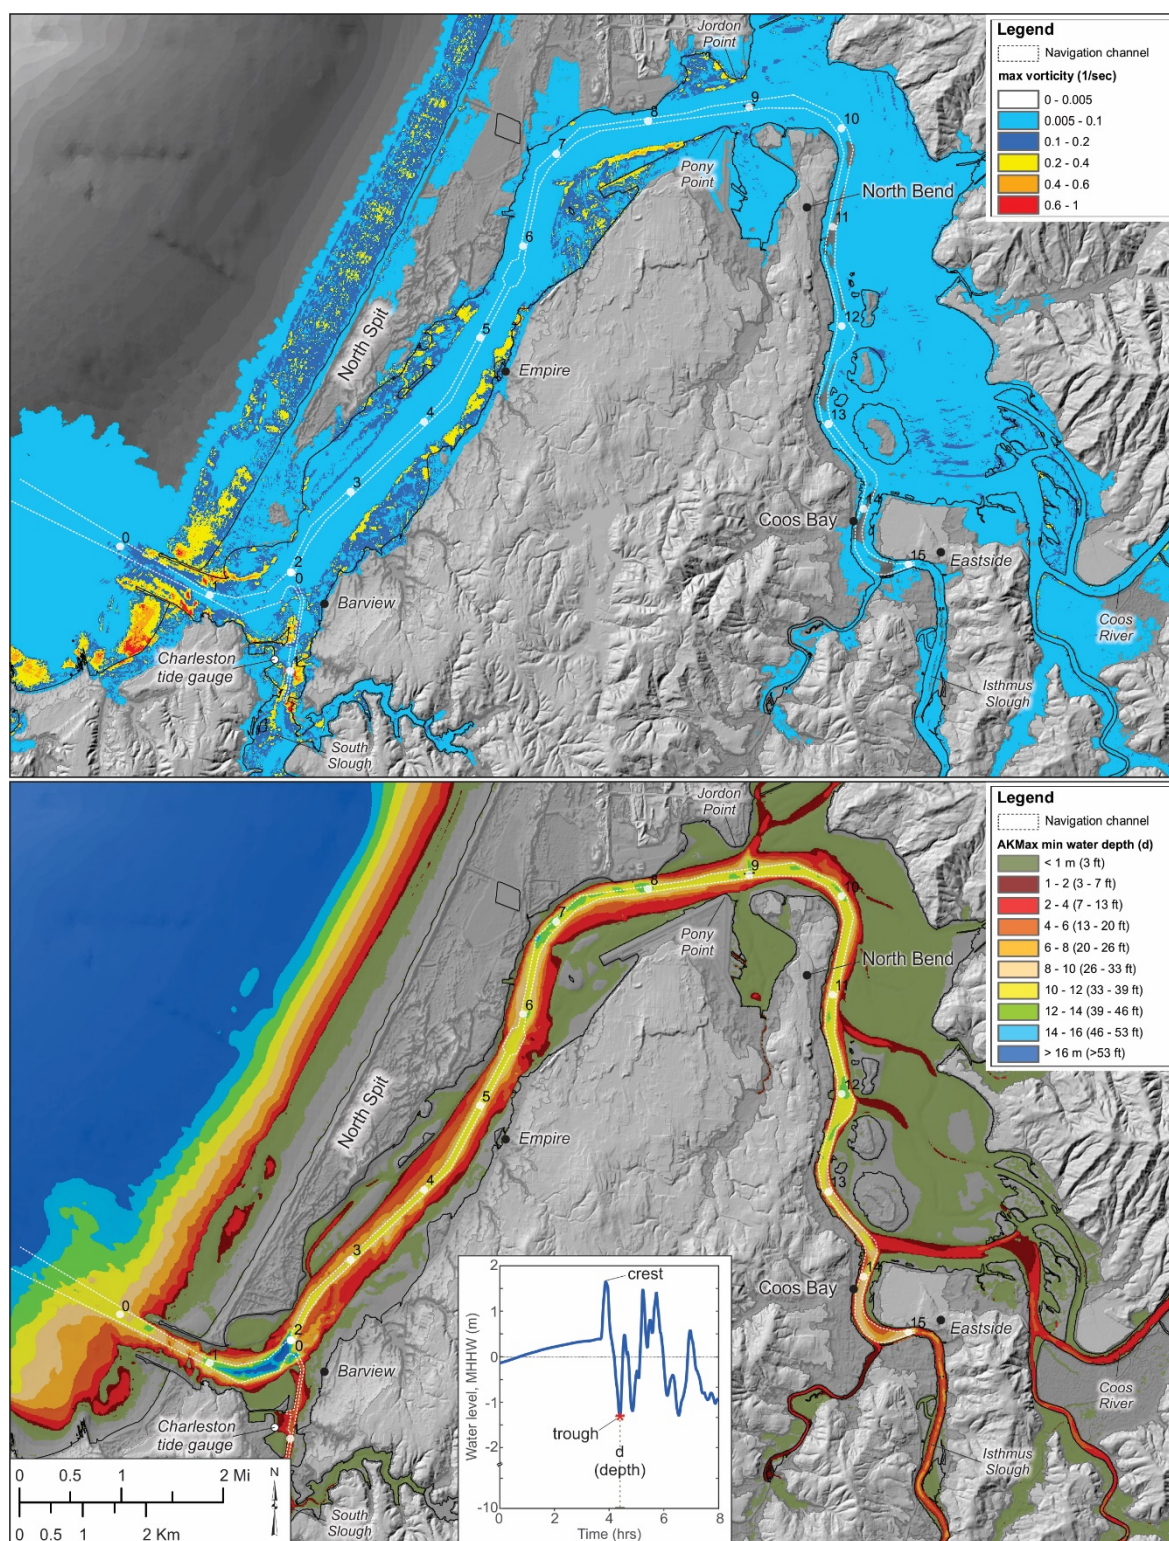 Jordon
Point
Legend
Navigation channel
max vorticity (1/sec)
0 - 0.005
0.005 - 0.1
0.1 - 0.2
0.2 - 0.4
0.4 - 0.6
0.6 - 1
8
9
10
7
Pony
Point
North Bend
6
11
North Spit
5
12
Empire
4
13
3
14
Coos Bay
0
2
0
15
Eastside
1
Barview
Coos
River
1
Charleston
tide gauge
Isthmus
Slough
South
Slough
Jordon
Point
Legend
Navigation channel
AKMax min water depth (d)
< 1 m (3 ft)
1 - 2 (3 - 7 ft)
2 - 4 (7 - 13 ft)
4 - 6 (13 - 20 ft)
6 - 8 (20 - 26 ft)
8 - 10 (26 - 33 ft)
10 - 12 (33 - 39 ft)
12 - 14 (39 - 46 ft)
14 - 16 (46 - 53 ft)
> 16 m (>53 ft)
9
8
10
7
Pony
Point
North Bend
6
11
North Spit
5
12
Empire
4
13
3
14
Coos Bay
0
2
0
15
Eastside
1
Barview
Coos
River
Charleston
tide gauge
Isthmus
Slough
South
Slough
2
1
0
-1
-2
-10
Water level, MHHW (m)
crest
trough
d
(depth)
0 2 4 6 8
Time (hrs)
0 0.5 1 2 Mi
N
0 0.5 1 2 Km